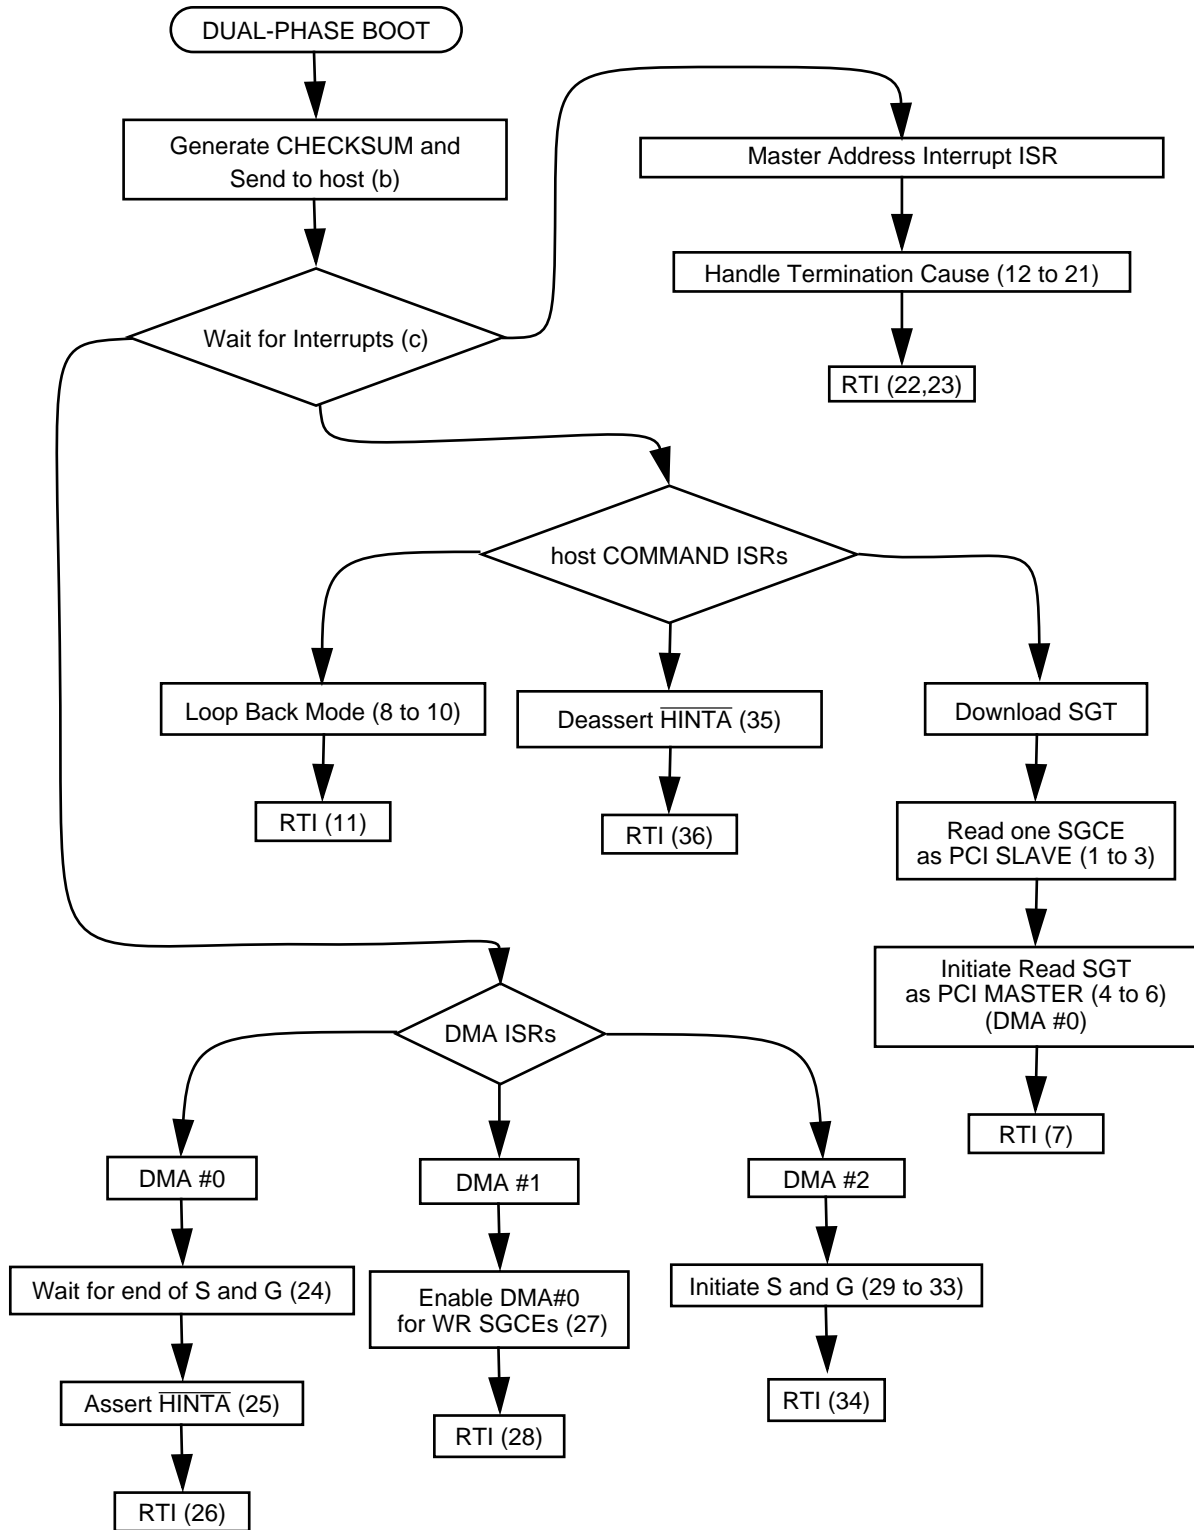 DUAL-PHASE BOOT
Generate CHECKSUM and
Send to host (b)
Master Address Interrupt ISR
Handle Termination Cause (12 to 21)
Wait for Interrupts (c)
RTI (22,23)
host COMMAND ISRs
Loop Back Mode (8 to 10)
Deassert H̅I̅N̅T̅A̅ (35)
Download SGT
RTI (11)
RTI (36)
Read one SGCE
as PCI SLAVE (1 to 3)
Initiate Read SGT
as PCI MASTER (4 to 6)
(DMA #0)
RTI (7)
DMA ISRs
DMA #0
DMA #1
DMA #2
Wait for end of S and G (24)
Enable DMA#0
for WR SGCEs (27)
Initiate S and G (29 to 33)
Assert H̅I̅N̅T̅A̅ (25)
RTI (28)
RTI (34)
RTI (26)